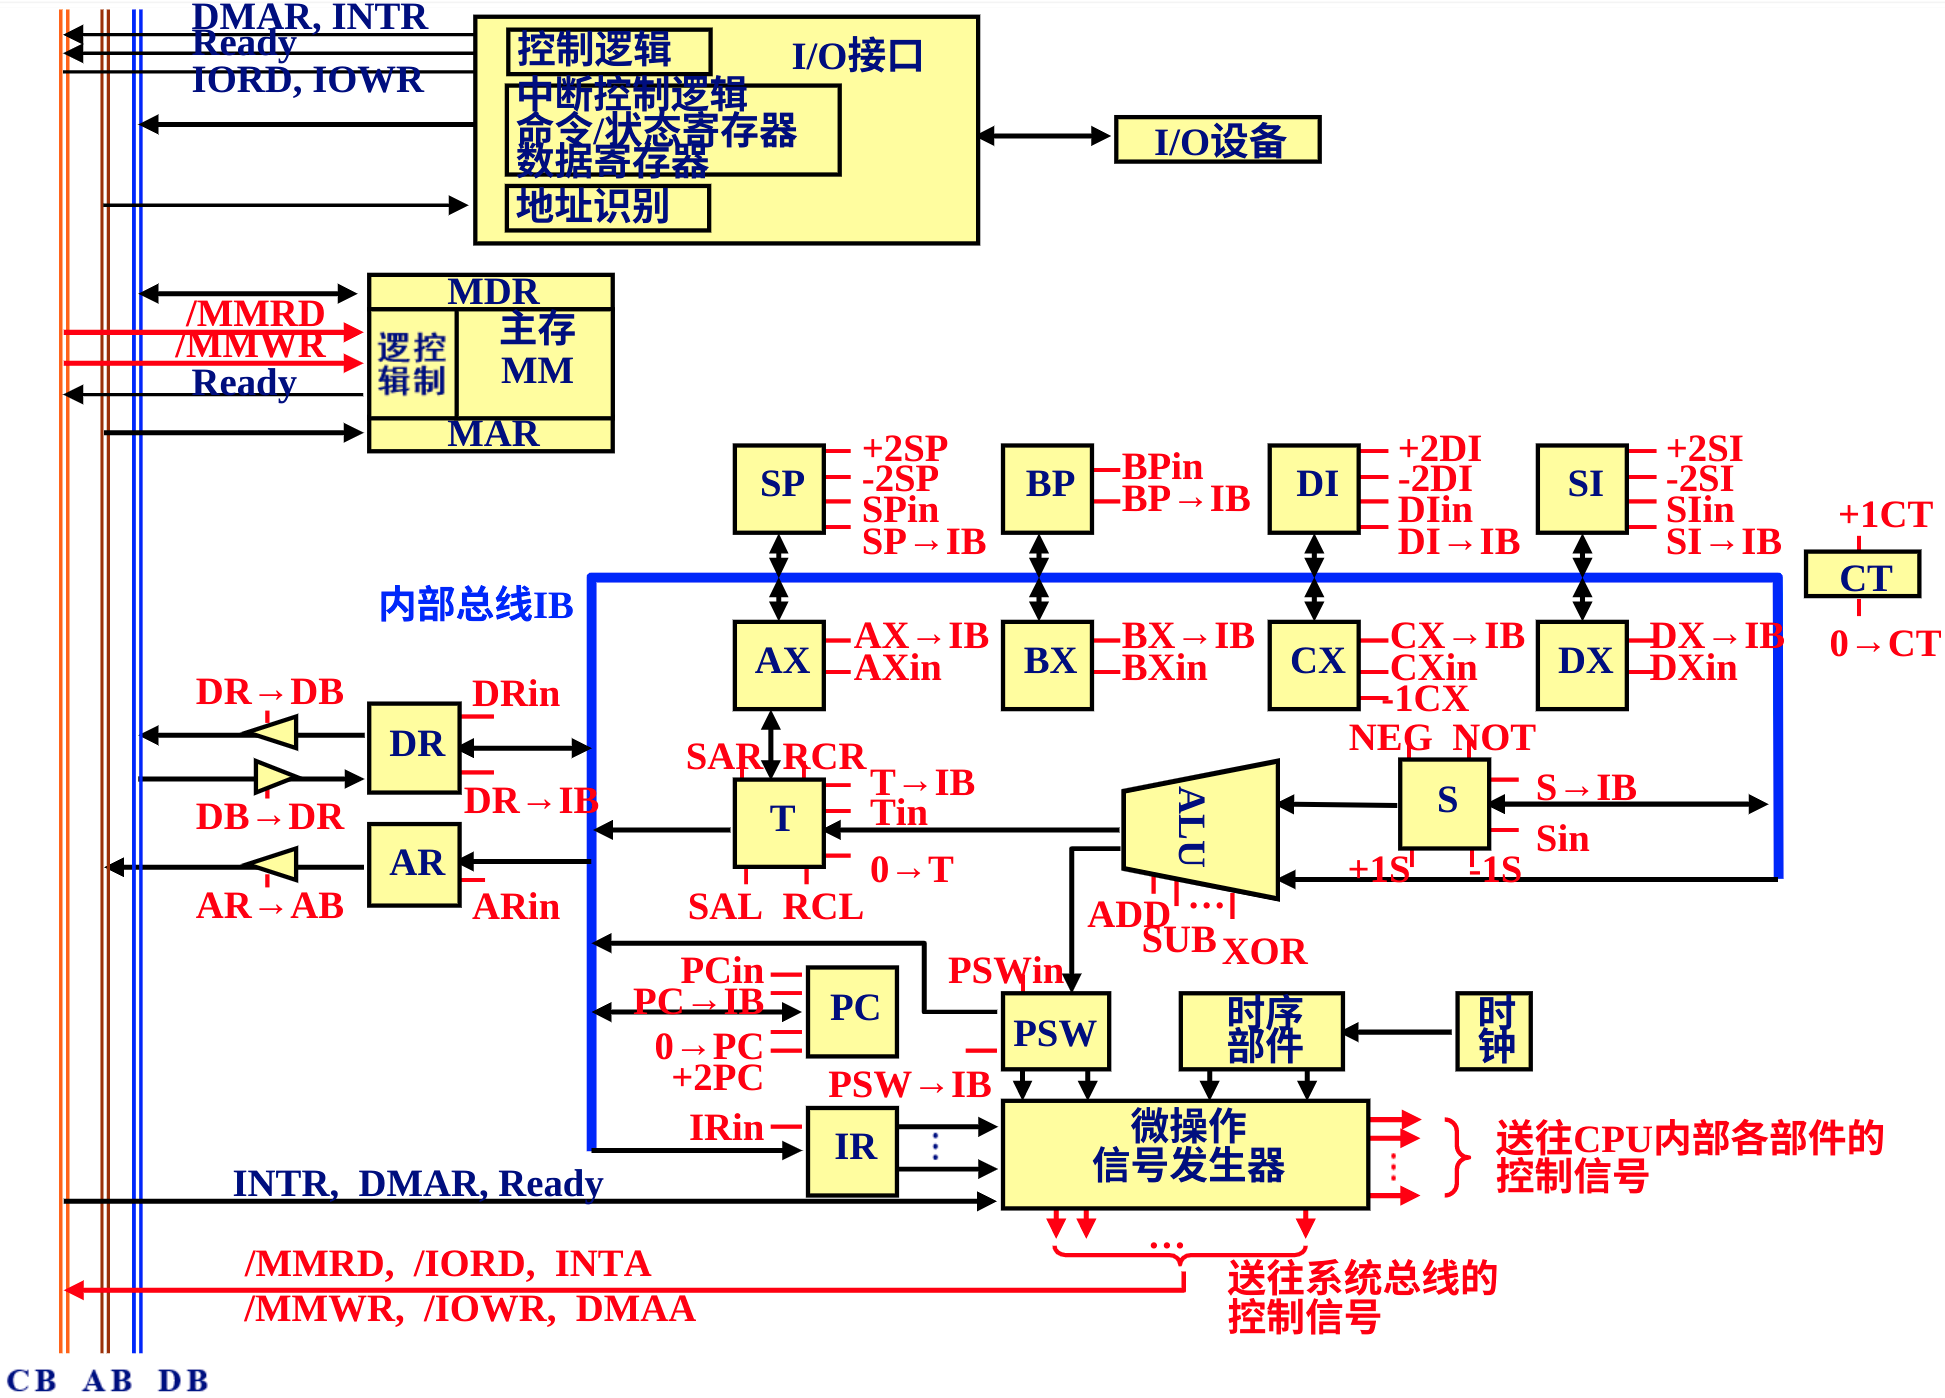 DMAR, INTR
Ready
IORD, IOWR
控制逻辑
I/O接口
中断控制逻辑
命令/状态寄存器
数据寄存器
地址识别
I/O设备
MDR
/MMRD
/MMWR
Ready
逻控
辑制
主存
MM
MAR
SP
+2SP
-2SP
SPin
SP→IB
BP
BPin
BP→IB
DI
+2DI
-2DI
DIin
DI→IB
SI
+2SI
-2SI
SIin
SI→IB
+1CT
CT
0→CT
内部总线IB
AX
AX→IB
AXin
BX
BX→IB
BXin
CX
CX→IB
CXin
-1CX
DX
DX→IB
DXin
DR→DB
DR
DRin
DR→IB
DB→DR
AR
ARin
AR→AB
SAR RCR
T
T→IB
Tin
0→T
SAL RCL
ALU
ADD
SUB
...
XOR
NEG NOT
S
S→IB
Sin
+1S
-1S
PCin
PC→IB
0→PC
+2PC
PC
PSWin
PSW
PSW→IB
时序
部件
时
钟
IRin
IR
微操作
信号发生器
送往CPU内部各部件的
控制信号
INTR, DMAR, Ready
...
送往系统总线的
控制信号
/MMRD, /IORD, INTA
/MMWR, /IOWR, DMAA
CB AB DB